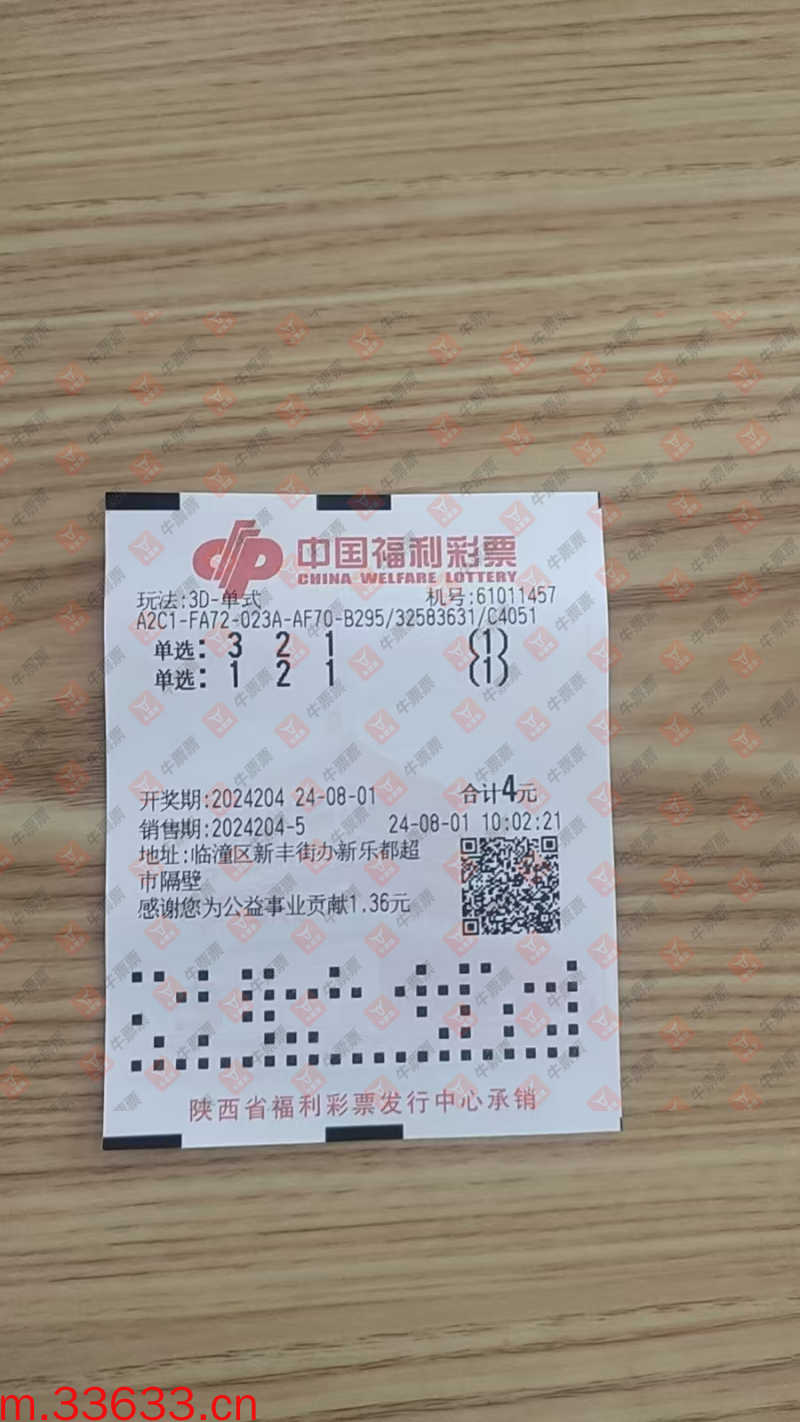 中国福利彩票
CHINA WELFARE LOTTERY
玩法:3D-单式 机号:61011457
A2C1-FA72-023A-AF70-B295/32583631/C4051
单选: 3 2 1 (1)
单选: 1 2 1 (1)
开奖期:2024204 24-08-01 合计4元
销售期:2024204-5 24-08-01 10:02:21
地址:临潼区新丰街办新乐都超
市隔壁
感谢您为公益事业贡献1.36元
陕西省福利彩票发行中心承销
牛票票
m.33633.cn